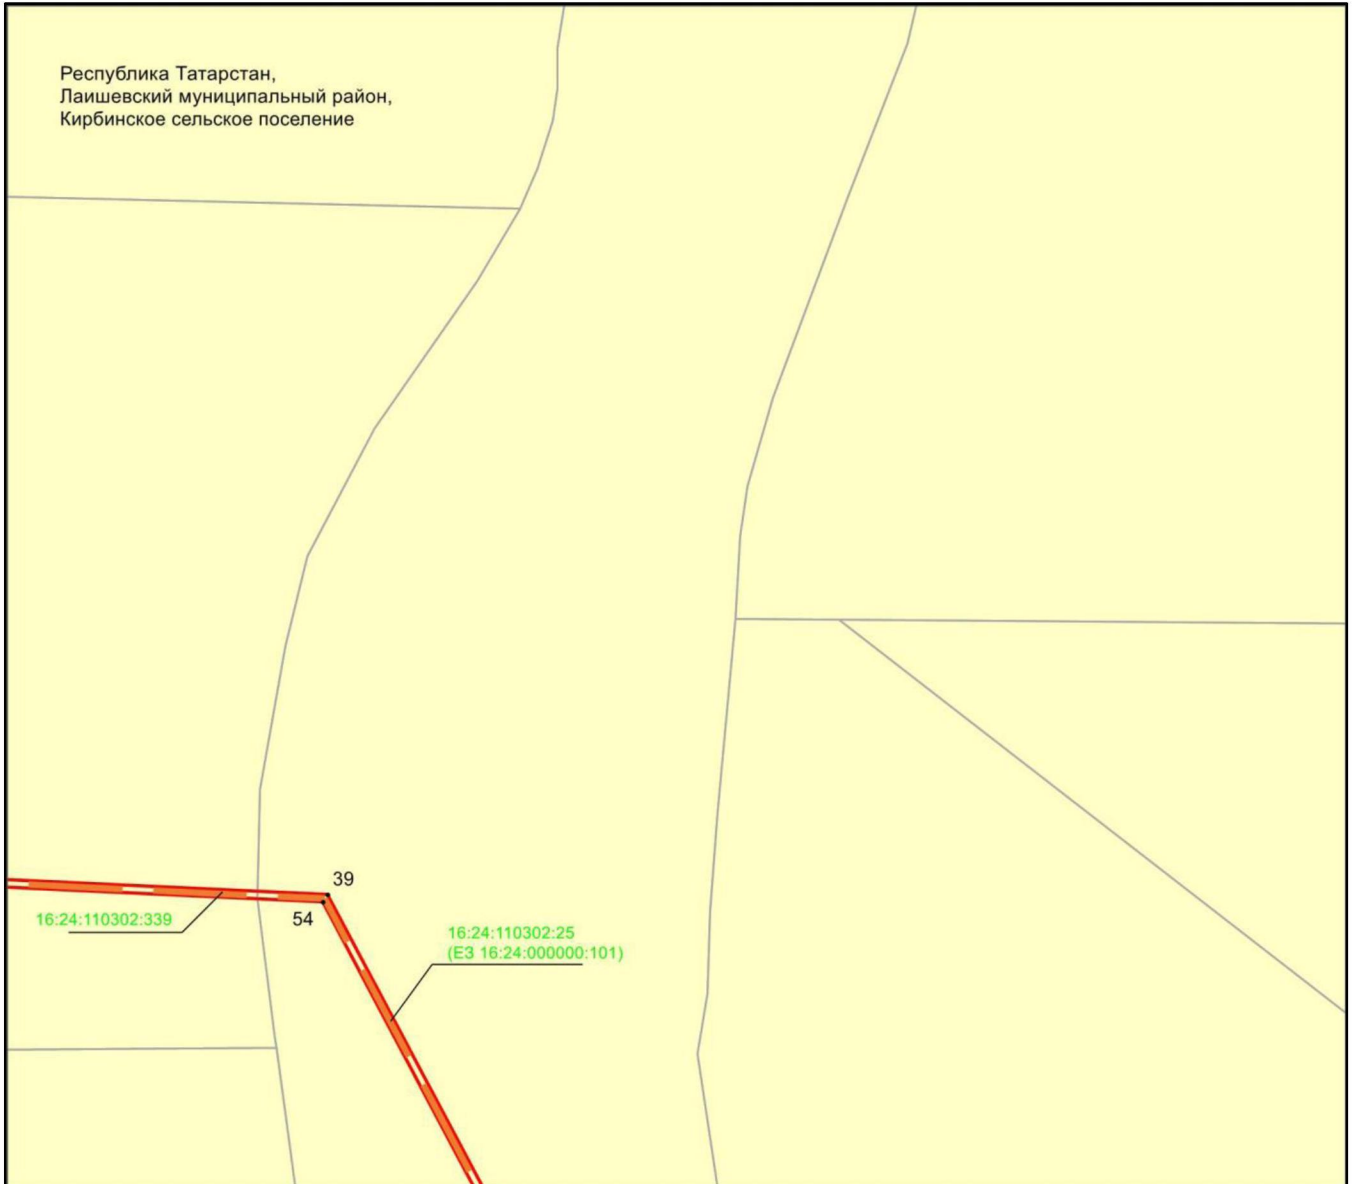 Республика Татарстан,
Лаишевский муниципальный район,
Кирбинское сельское поселение
39
16:24:110302:339
54
16:24:110302:25
(ЕЗ 16:24:000000:101)